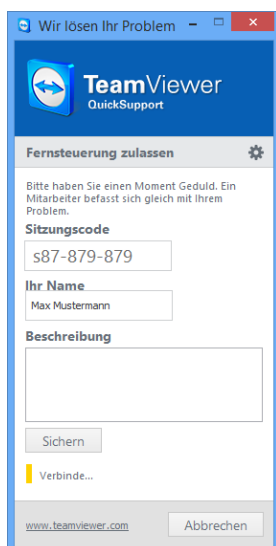 Wir lösen Ihr Problem
TeamViewer
QuickSupport
Fernsteuerung zulassen
Bitte haben Sie einen Moment Geduld. Ein
Mitarbeiter befasst sich gleich mit Ihrem
Problem.
Sitzungscode
s87-879-879
Ihr Name
Max Mustermann
Beschreibung
Sichern
Verbinde...
www.teamviewer.com
Abbrechen